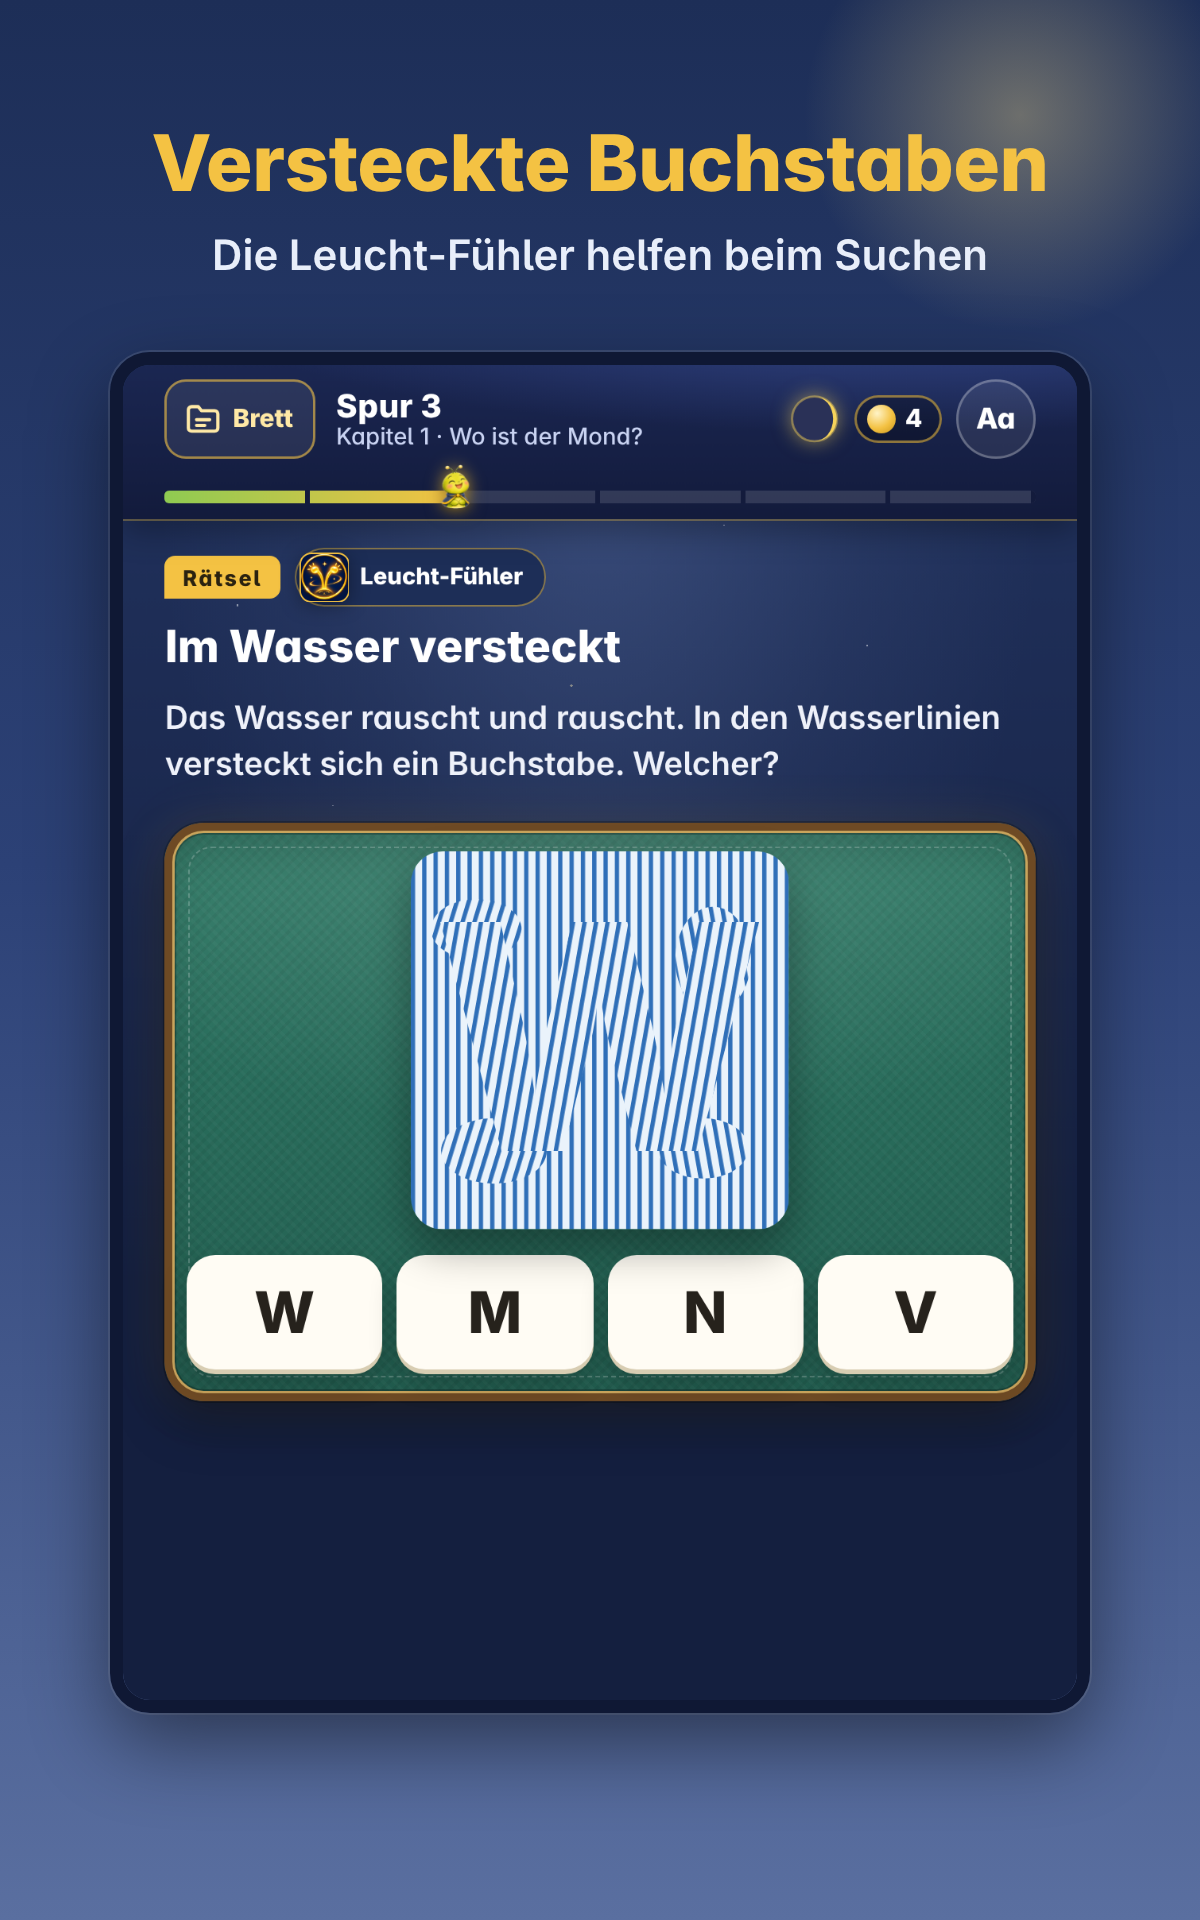 Versteckte Buchstaben
Die Leucht-Fühler helfen beim Suchen
Brett
Spur 3
Kapitel 1 · Wo ist der Mond?
4
Aa
Rätsel
Leucht-Fühler
Im Wasser versteckt
Das Wasser rauscht und rauscht. In den Wasserlinien
versteckt sich ein Buchstabe. Welcher?
W
W M N V